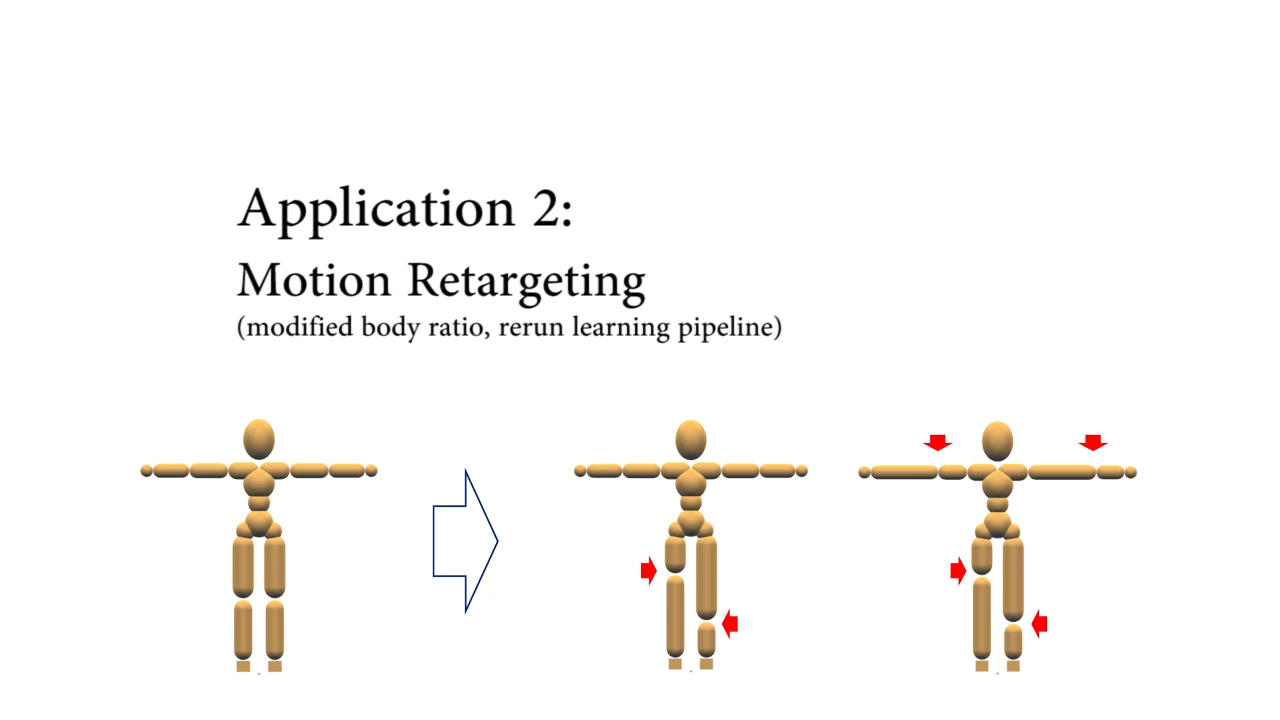 Application 2:
Motion Retargeting
(modified body ratio, rerun learning pipeline)